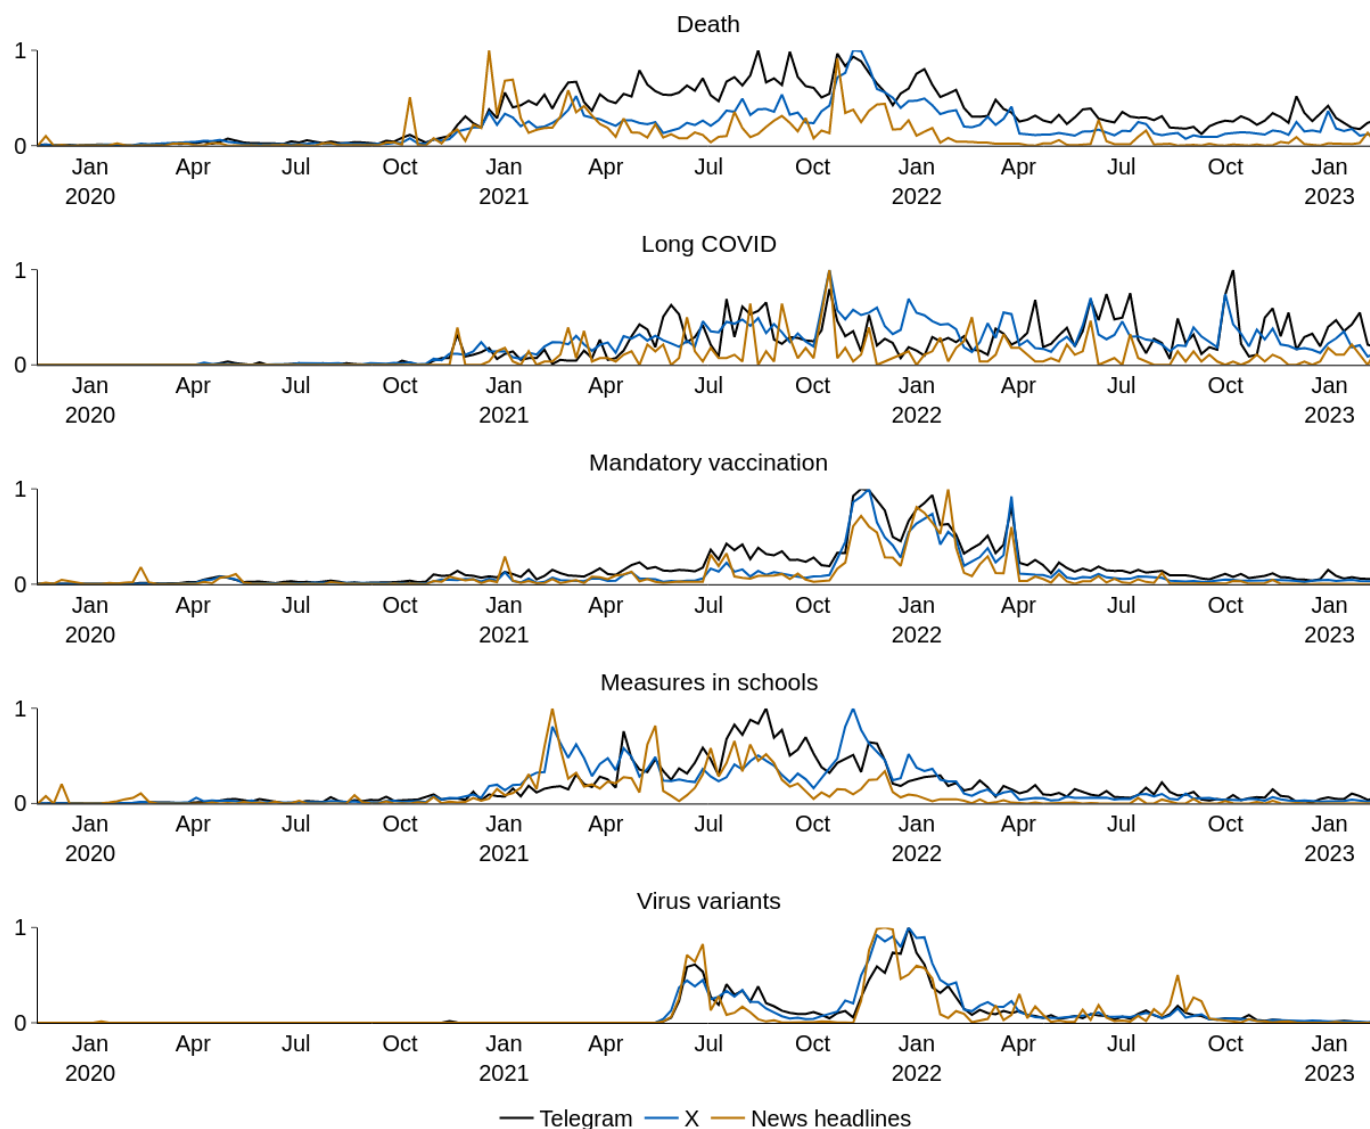 Death
1
0
Jan Apr Jul Oct Jan Apr Jul Oct Jan Apr Jul Oct Jan
2020 2021 2022 2023
Long COVID
1
0
Jan Apr Jul Oct Jan Apr Jul Oct Jan Apr Jul Oct Jan
2020 2021 2022 2023
Mandatory vaccination
1
0
Jan Apr Jul Oct Jan Apr Jul Oct Jan Apr Jul Oct Jan
2020 2021 2022 2023
Measures in schools
1
0
Jan Apr Jul Oct Jan Apr Jul Oct Jan Apr Jul Oct Jan
2020 2021 2022 2023
Virus variants
1
0
Jan Apr Jul Oct Jan Apr Jul Oct Jan Apr Jul Oct Jan
2020 2021 2022 2023
Telegram X News headlines